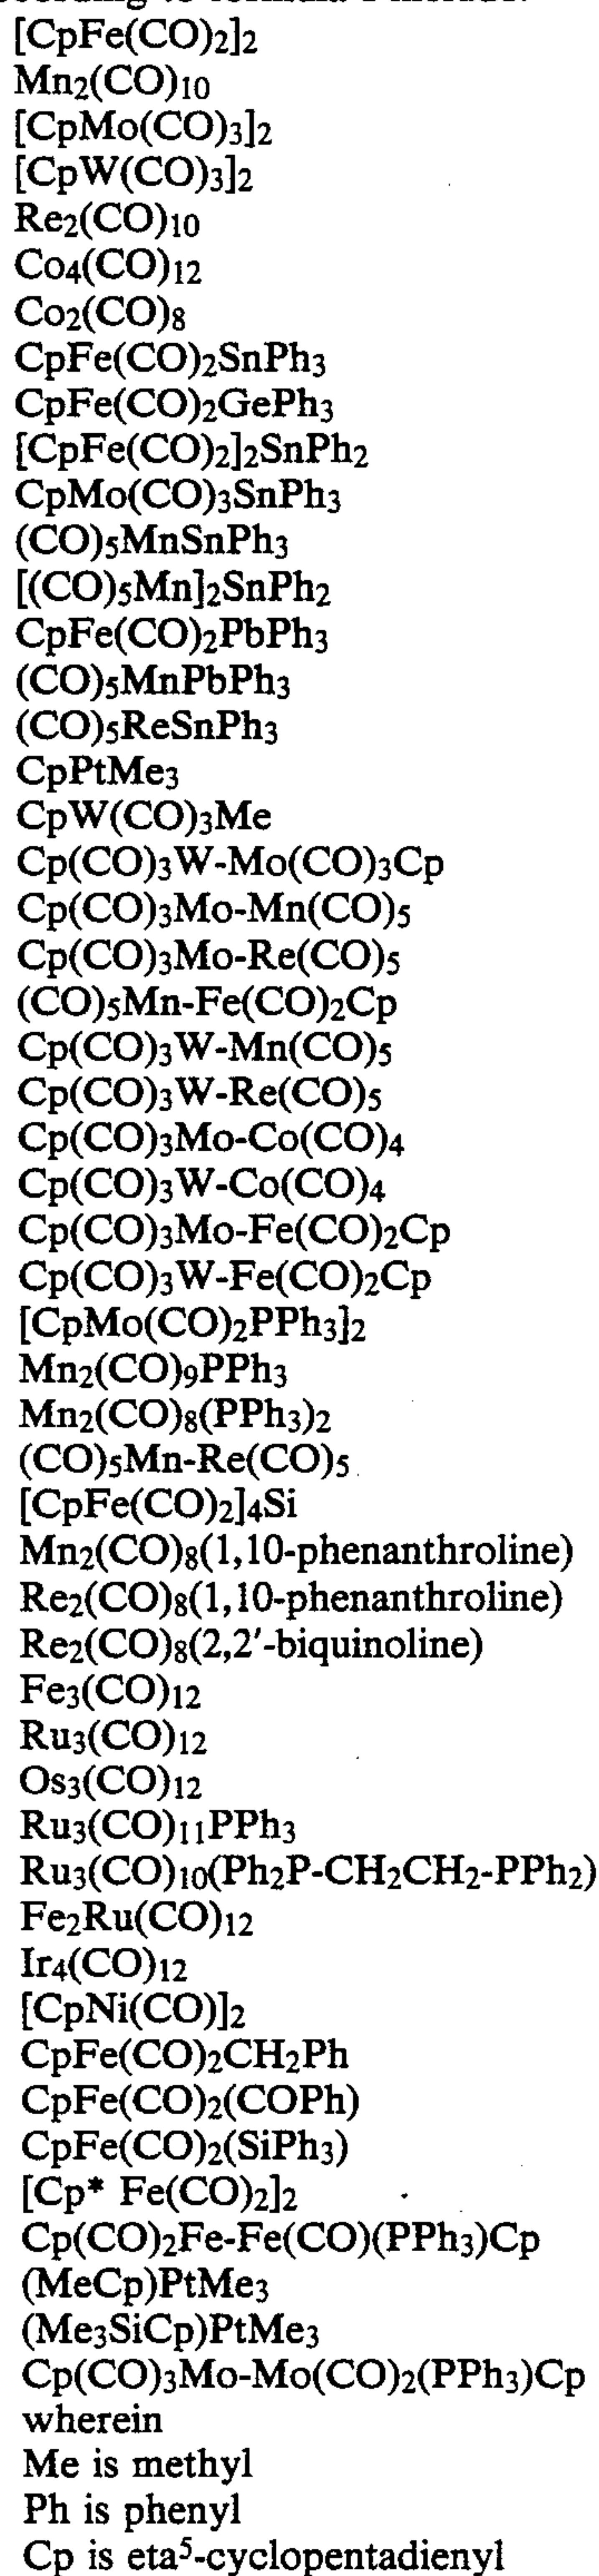 [CpFe(CO)₂]₂
Mn₂(CO)₁₀
[CpMo(CO)₃]₂
[CpW(CO)₃]₂
Re₂(CO)₁₀
Co₄(CO)₁₂
Co₂(CO)₈
CpFe(CO)₂SnPh₃
CpFe(CO)₂GePh₃
[CpFe(CO)₂]₂SnPh₂
CpMo(CO)₃SnPh₃
(CO)₅MnSnPh₃
[(CO)₅Mn]₂SnPh₂
CpFe(CO)₂PbPh₃
(CO)₅MnPbPh₃
(CO)₅ReSnPh₃
CpPtMe₃
CpW(CO)₃Me
Cp(CO)₃W-Mo(CO)₃Cp
Cp(CO)₃Mo-Mn(CO)₅
Cp(CO)₃Mo-Re(CO)₅
(CO)₅Mn-Fe(CO)₂Cp
Cp(CO)₃W-Mn(CO)₅
Cp(CO)₃W-Re(CO)₅
Cp(CO)₃Mo-Co(CO)₄
Cp(CO)₃W-Co(CO)₄
Cp(CO)₃Mo-Fe(CO)₂Cp
Cp(CO)₃W-Fe(CO)₂Cp
[CpMo(CO)₂PPh₃]₂
Mn₂(CO)₉PPh₃
Mn₂(CO)₈(PPh₃)₂
(CO)₅Mn-Re(CO)₅
[CpFe(CO)₂]₄Si
Mn₂(CO)₈(1,10-phenanthroline)
Re₂(CO)₈(1,10-phenanthroline)
Re₂(CO)₈(2,2'-biquinoline)
Fe₃(CO)₁₂
Ru₃(CO)₁₂
Os₃(CO)₁₂
Ru₃(CO)₁₁PPh₃
Ru₃(CO)₁₀(Ph₂P-CH₂CH₂-PPh₂)
Fe₂Ru(CO)₁₂
Ir₄(CO)₁₂
[CpNi(CO)]₂
CpFe(CO)₂CH₂Ph
CpFe(CO)₂(COPh)
CpFe(CO)₂(SiPh₃)
[Cp* Fe(CO)₂]₂
Cp(CO)₂Fe-Fe(CO)(PPh₃)Cp
(MeCp)PtMe₃
(Me₃SiCp)PtMe₃
Cp(CO)₃Mo-Mo(CO)₂(PPh₃)Cp
wherein
Me is methyl
Ph is phenyl
Cp is eta⁵-cyclopentadienyl